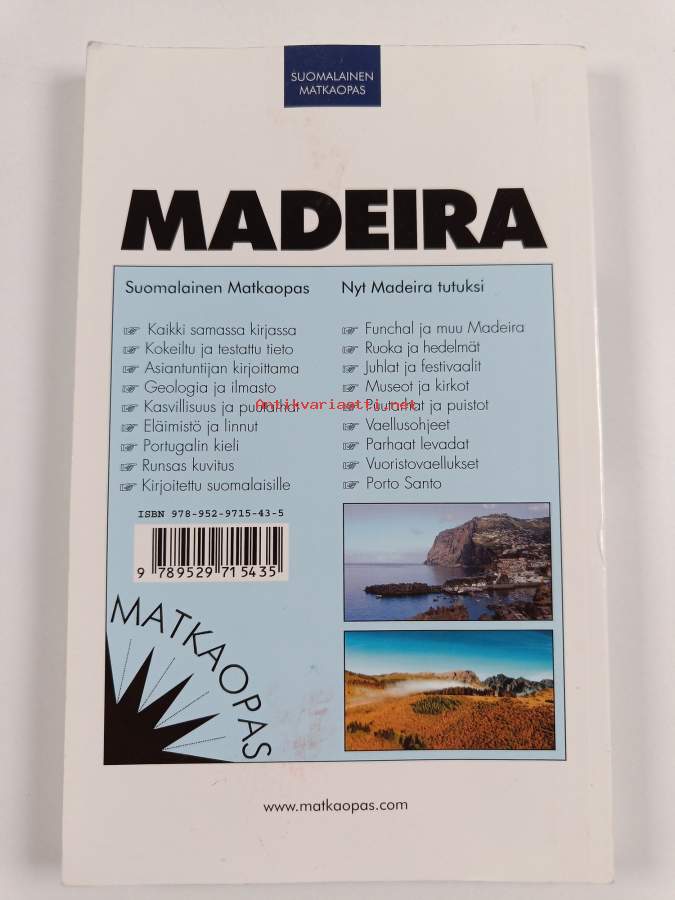 SUOMALAINEN
MATKAOPAS
MADEIRA
Suomalainen Matkaopas
☞ Kaikki samassa kirjassa
☞ Kokeiltu ja testattu tieto
☞ Asiantuntijan kirjoittama
☞ Geologia ja ilmasto
☞ Kasvillisuus ja puutarhat
☞ Eläimistö ja linnut
☞ Portugalin kieli
☞ Runsas kuvitus
☞ Kirjoitettu suomalaisille
Nyt Madeira tutuksi
☞ Funchal ja muu Madeira
☞ Ruoka ja hedelmät
☞ Juhlat ja festivaalit
☞ Museot ja kirkot
☞ Puutarhat ja puistot
☞ Vaellusohjeet
☞ Parhaat levadat
☞ Vuoristovaellukset
☞ Porto Santo
Antikvariaatti.net
ISBN 978-952-9715-43-5
9 789529 715435
MATKAOPAS
www.matkaopas.com